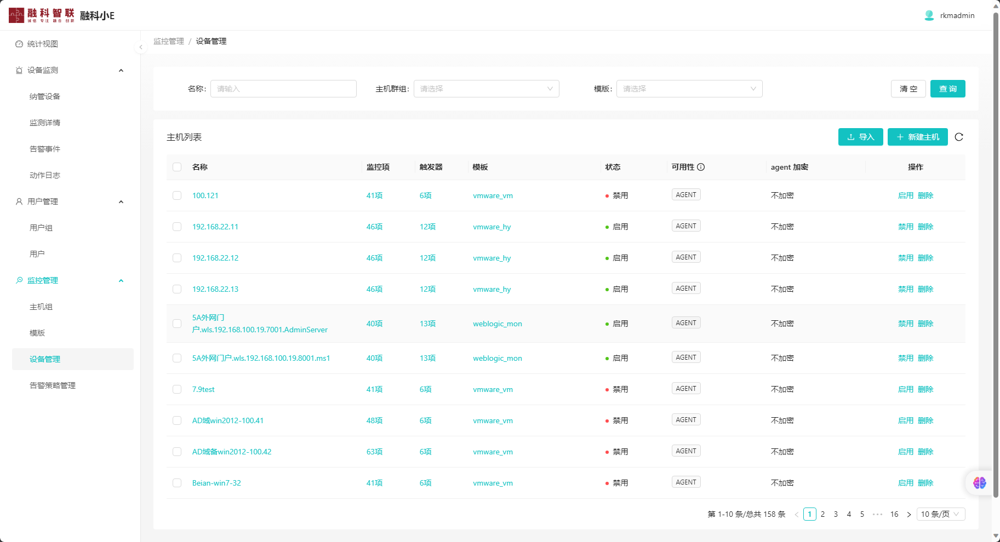 融科智联
诚信 专注 融合 创新
融科小E
rkmadmin
统计视图
设备监测
纳管设备
监测详情
告警事件
动作日志
用户管理
用户组
用户
监控管理
主机组
模版
设备管理
告警策略管理
监控管理 / 设备管理
名称: 请输入 主机群组: 请选择 模版: 请选择 清 空 查 询
主机列表 导入 新建主机
名称 监控项 触发器 模板 状态 可用性 agent 加密 操作
100.121 41项 6项 vmware_vm 禁用 AGENT 不加密 启用 删除
192.168.22.11 46项 12项 vmware_hy 启用 AGENT 不加密 禁用 删除
192.168.22.12 46项 12项 vmware_hy 启用 AGENT 不加密 禁用 删除
192.168.22.13 46项 12项 vmware_hy 启用 AGENT 不加密 禁用 删除
5A外网门
户.wls.192.168.100.19.7001.AdminServer 40项 13项 weblogic_mon 启用 AGENT 不加密 禁用 删除
5A外网门户.wls.192.168.100.19.8001.ms1 40项 13项 weblogic_mon 启用 AGENT 不加密 禁用 删除
7.9test 41项 6项 vmware_vm 禁用 AGENT 不加密 启用 删除
AD域win2012-100.41 48项 6项 vmware_vm 禁用 AGENT 不加密 启用 删除
AD域备win2012-100.42 63项 6项 vmware_vm 禁用 AGENT 不加密 启用 删除
Beian-win7-32 41项 6项 vmware_vm 禁用 AGENT 不加密 启用 删除
第 1-10 条/总共 158 条 < 1 2 3 4 5 ••• 16 > 10 条/页